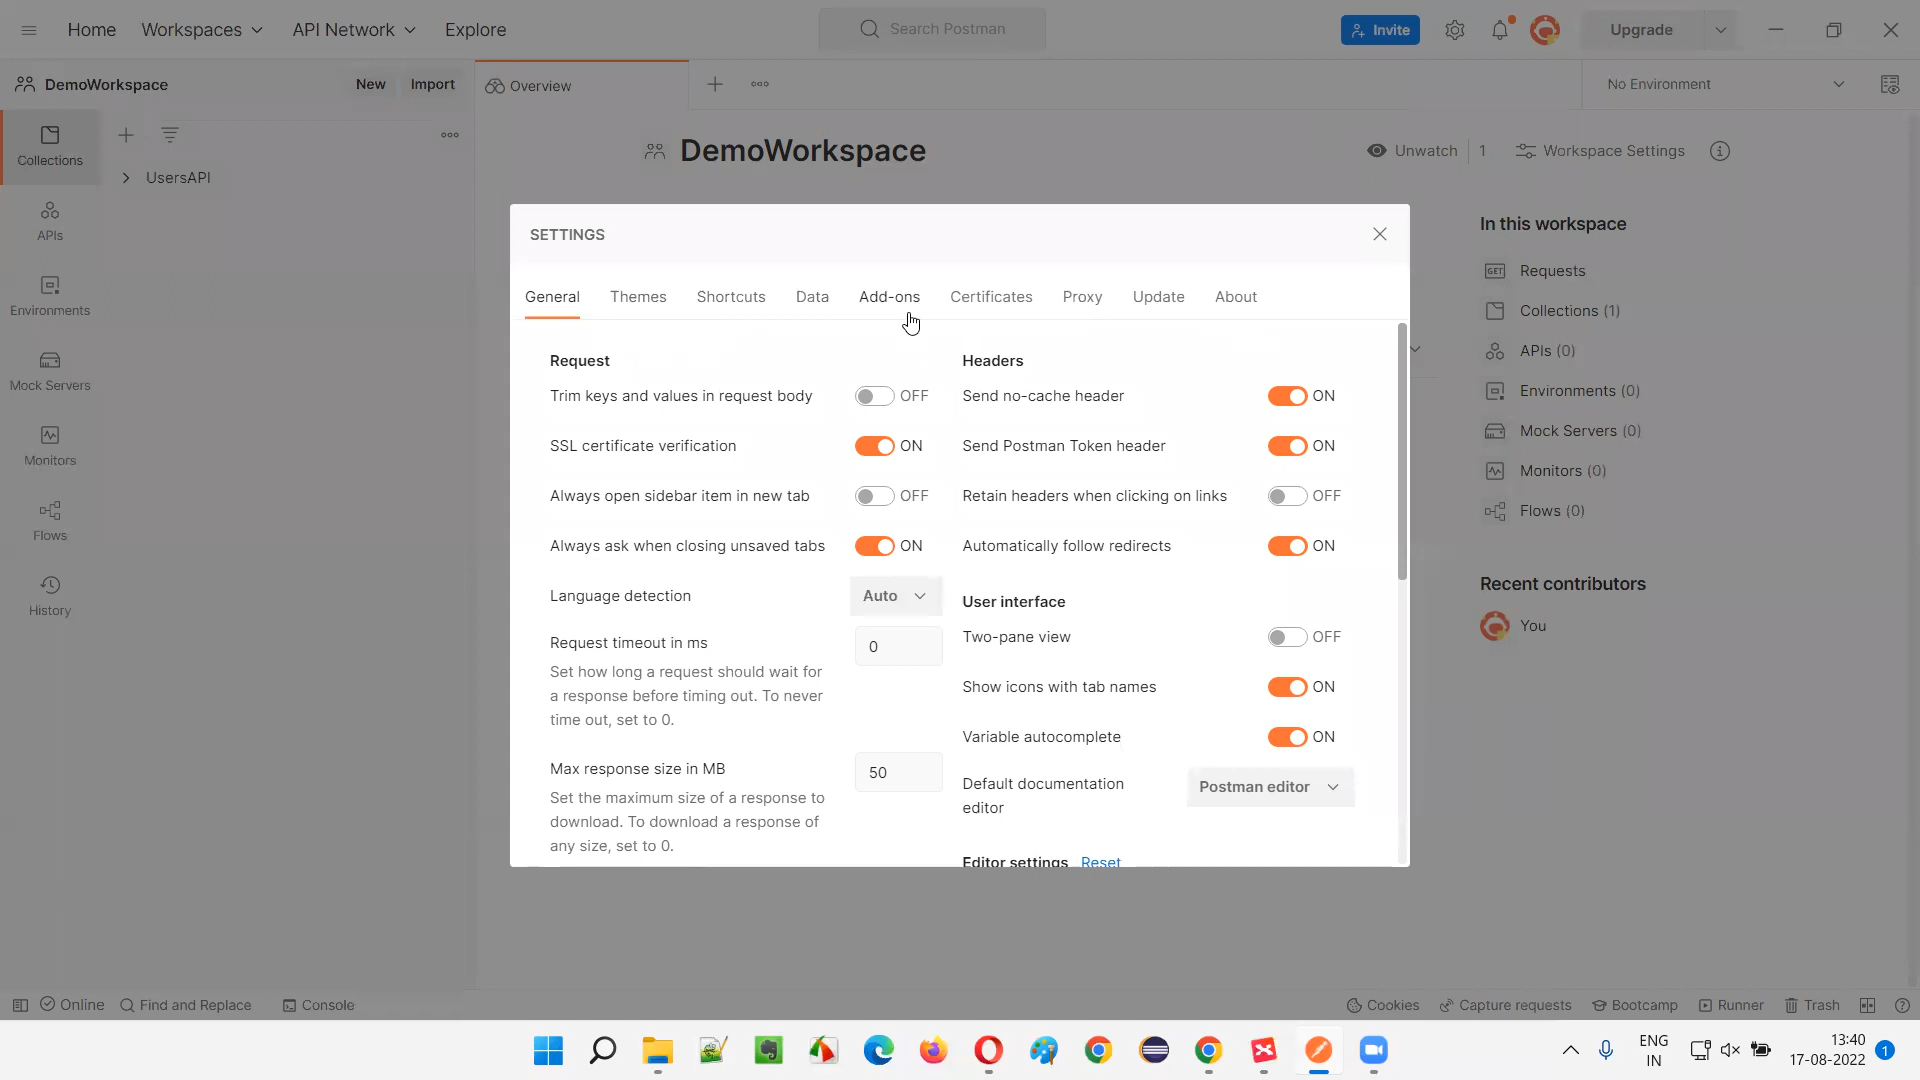 Home Workspaces API Network Explore Search Postman Invite Upgrade
DemoWorkspace New Import Overview No Environment
Collections
APIs
Environments
Mock Servers
Monitors
Flows
History
UsersAPI
DemoWorkspace Unwatch 1 Workspace Settings
SETTINGS
General Themes Shortcuts Data Add-ons Certificates Proxy Update About
Request
Trim keys and values in request body OFF
SSL certificate verification ON
Always open sidebar item in new tab OFF
Always ask when closing unsaved tabs ON
Language detection Auto
Request timeout in ms 0
Set how long a request should wait for
a response before timing out. To never
time out, set to 0.
Max response size in MB 50
Set the maximum size of a response to
download. To download a response of
any size, set to 0.
Headers
Send no-cache header ON
Send Postman Token header ON
Retain headers when clicking on links OFF
Automatically follow redirects ON
User interface
Two-pane view OFF
Show icons with tab names ON
Variable autocomplete ON
Default documentation
editor
Postman editor
Editor settings Reset
In this workspace
GET Requests
Collections (1)
APIs (0)
Environments (0)
Mock Servers (0)
Monitors (0)
Flows (0)
Recent contributors
You
Online Find and Replace Console Cookies Capture requests Bootcamp Runner Trash
ENG
IN
13:40
17-08-2022
1